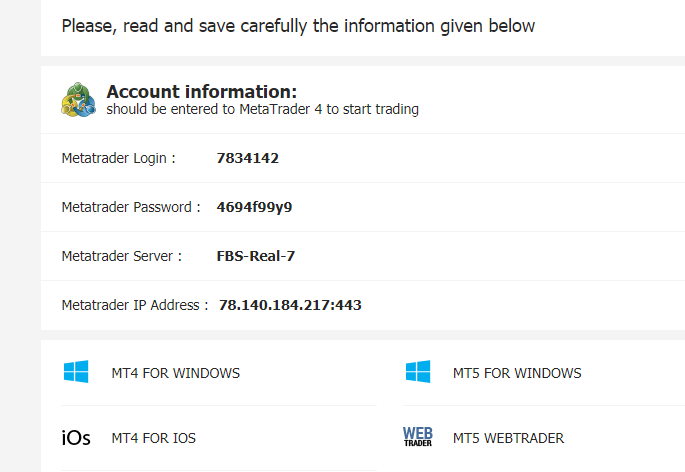 Please, read and save carefully the information given below
Account information:
should be entered to MetaTrader 4 to start trading
Metatrader Login : 7834142
Metatrader Password : 4694f99y9
Metatrader Server : FBS-Real-7
Metatrader IP Address : 78.140.184.217:443
MT4 FOR WINDOWS
MT5 FOR WINDOWS
iOs MT4 FOR IOS
WEB TRADER MT5 WEBTRADER